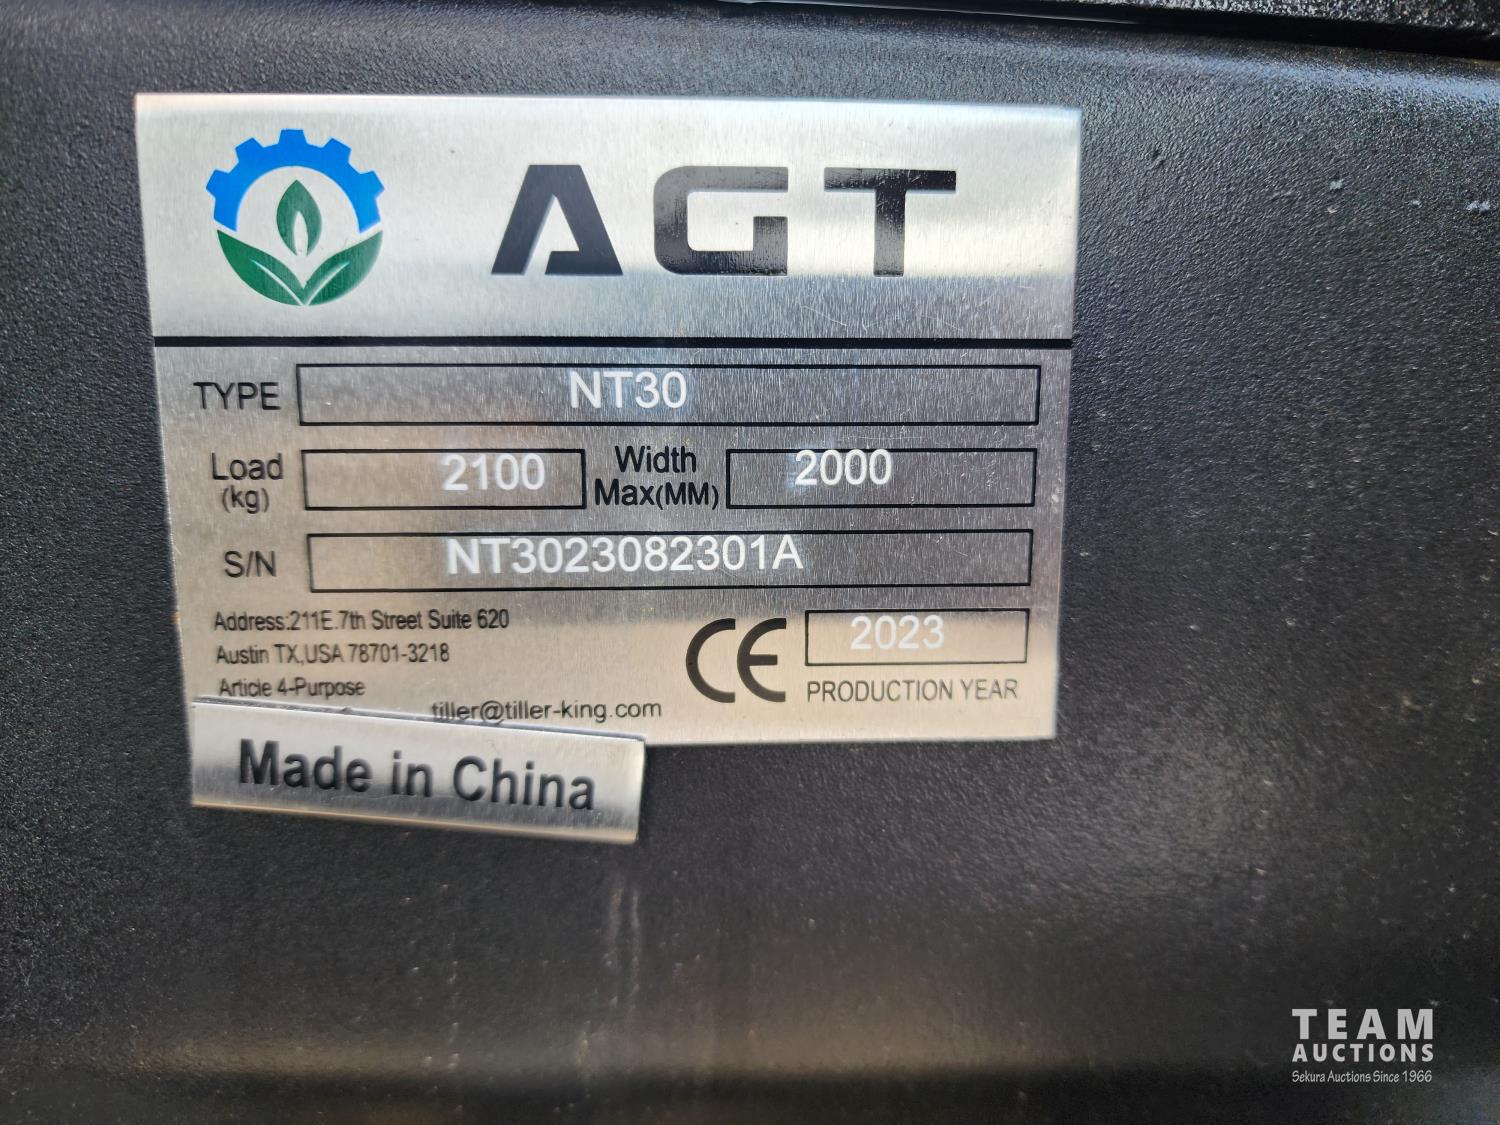 AGT
TYPE NT30
Load (kg) 2100 Width Max(MM) 2000
S/N NT3023082301A
Address:211E.7th Street Suite 620
Austin TX,USA 78701-3218
Article 4-Purpose
tiller@tiller-king.com
CE 2023
PRODUCTION YEAR
Made in China
TEAM
AUCTIONS
Sekura Auctions Since 1966